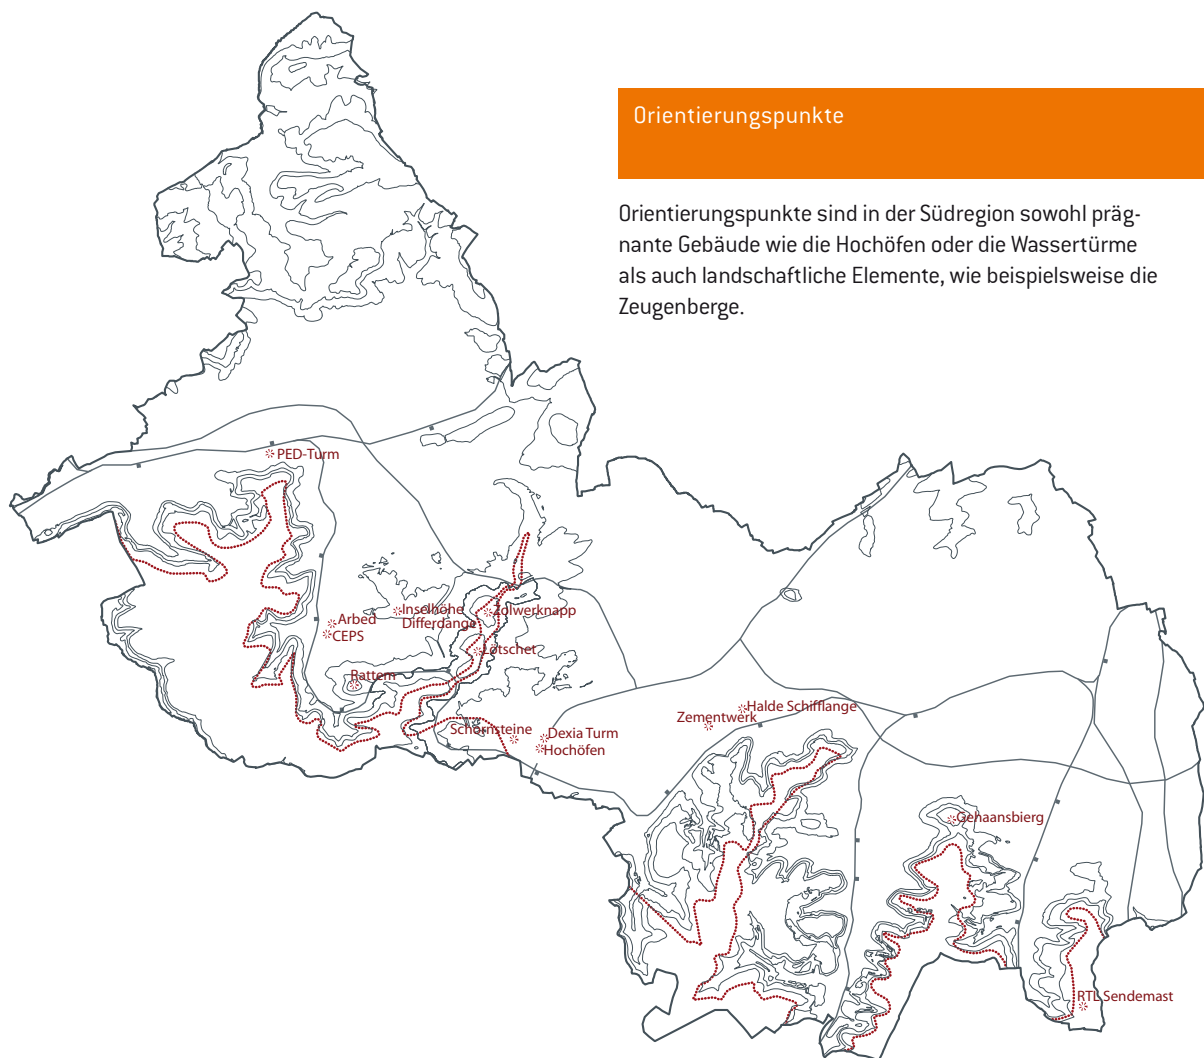 Orientierungspunkte
Orientierungspunkte sind in der Südregion sowohl präg-
nante Gebäude wie die Hochöfen oder die Wassertürme
als auch landschaftliche Elemente, wie beispielsweise die
Zeugenberge.
PED-Turm
Inselhöhe
Differdange
Zolwerknapp
Arbed
CEPS
Lötschet
Rattem
Schornsteine
Dexia Turm
Hochöfen
Halde Schifflange
Zementwerk
Gehaansbierg
RTL Sendemast